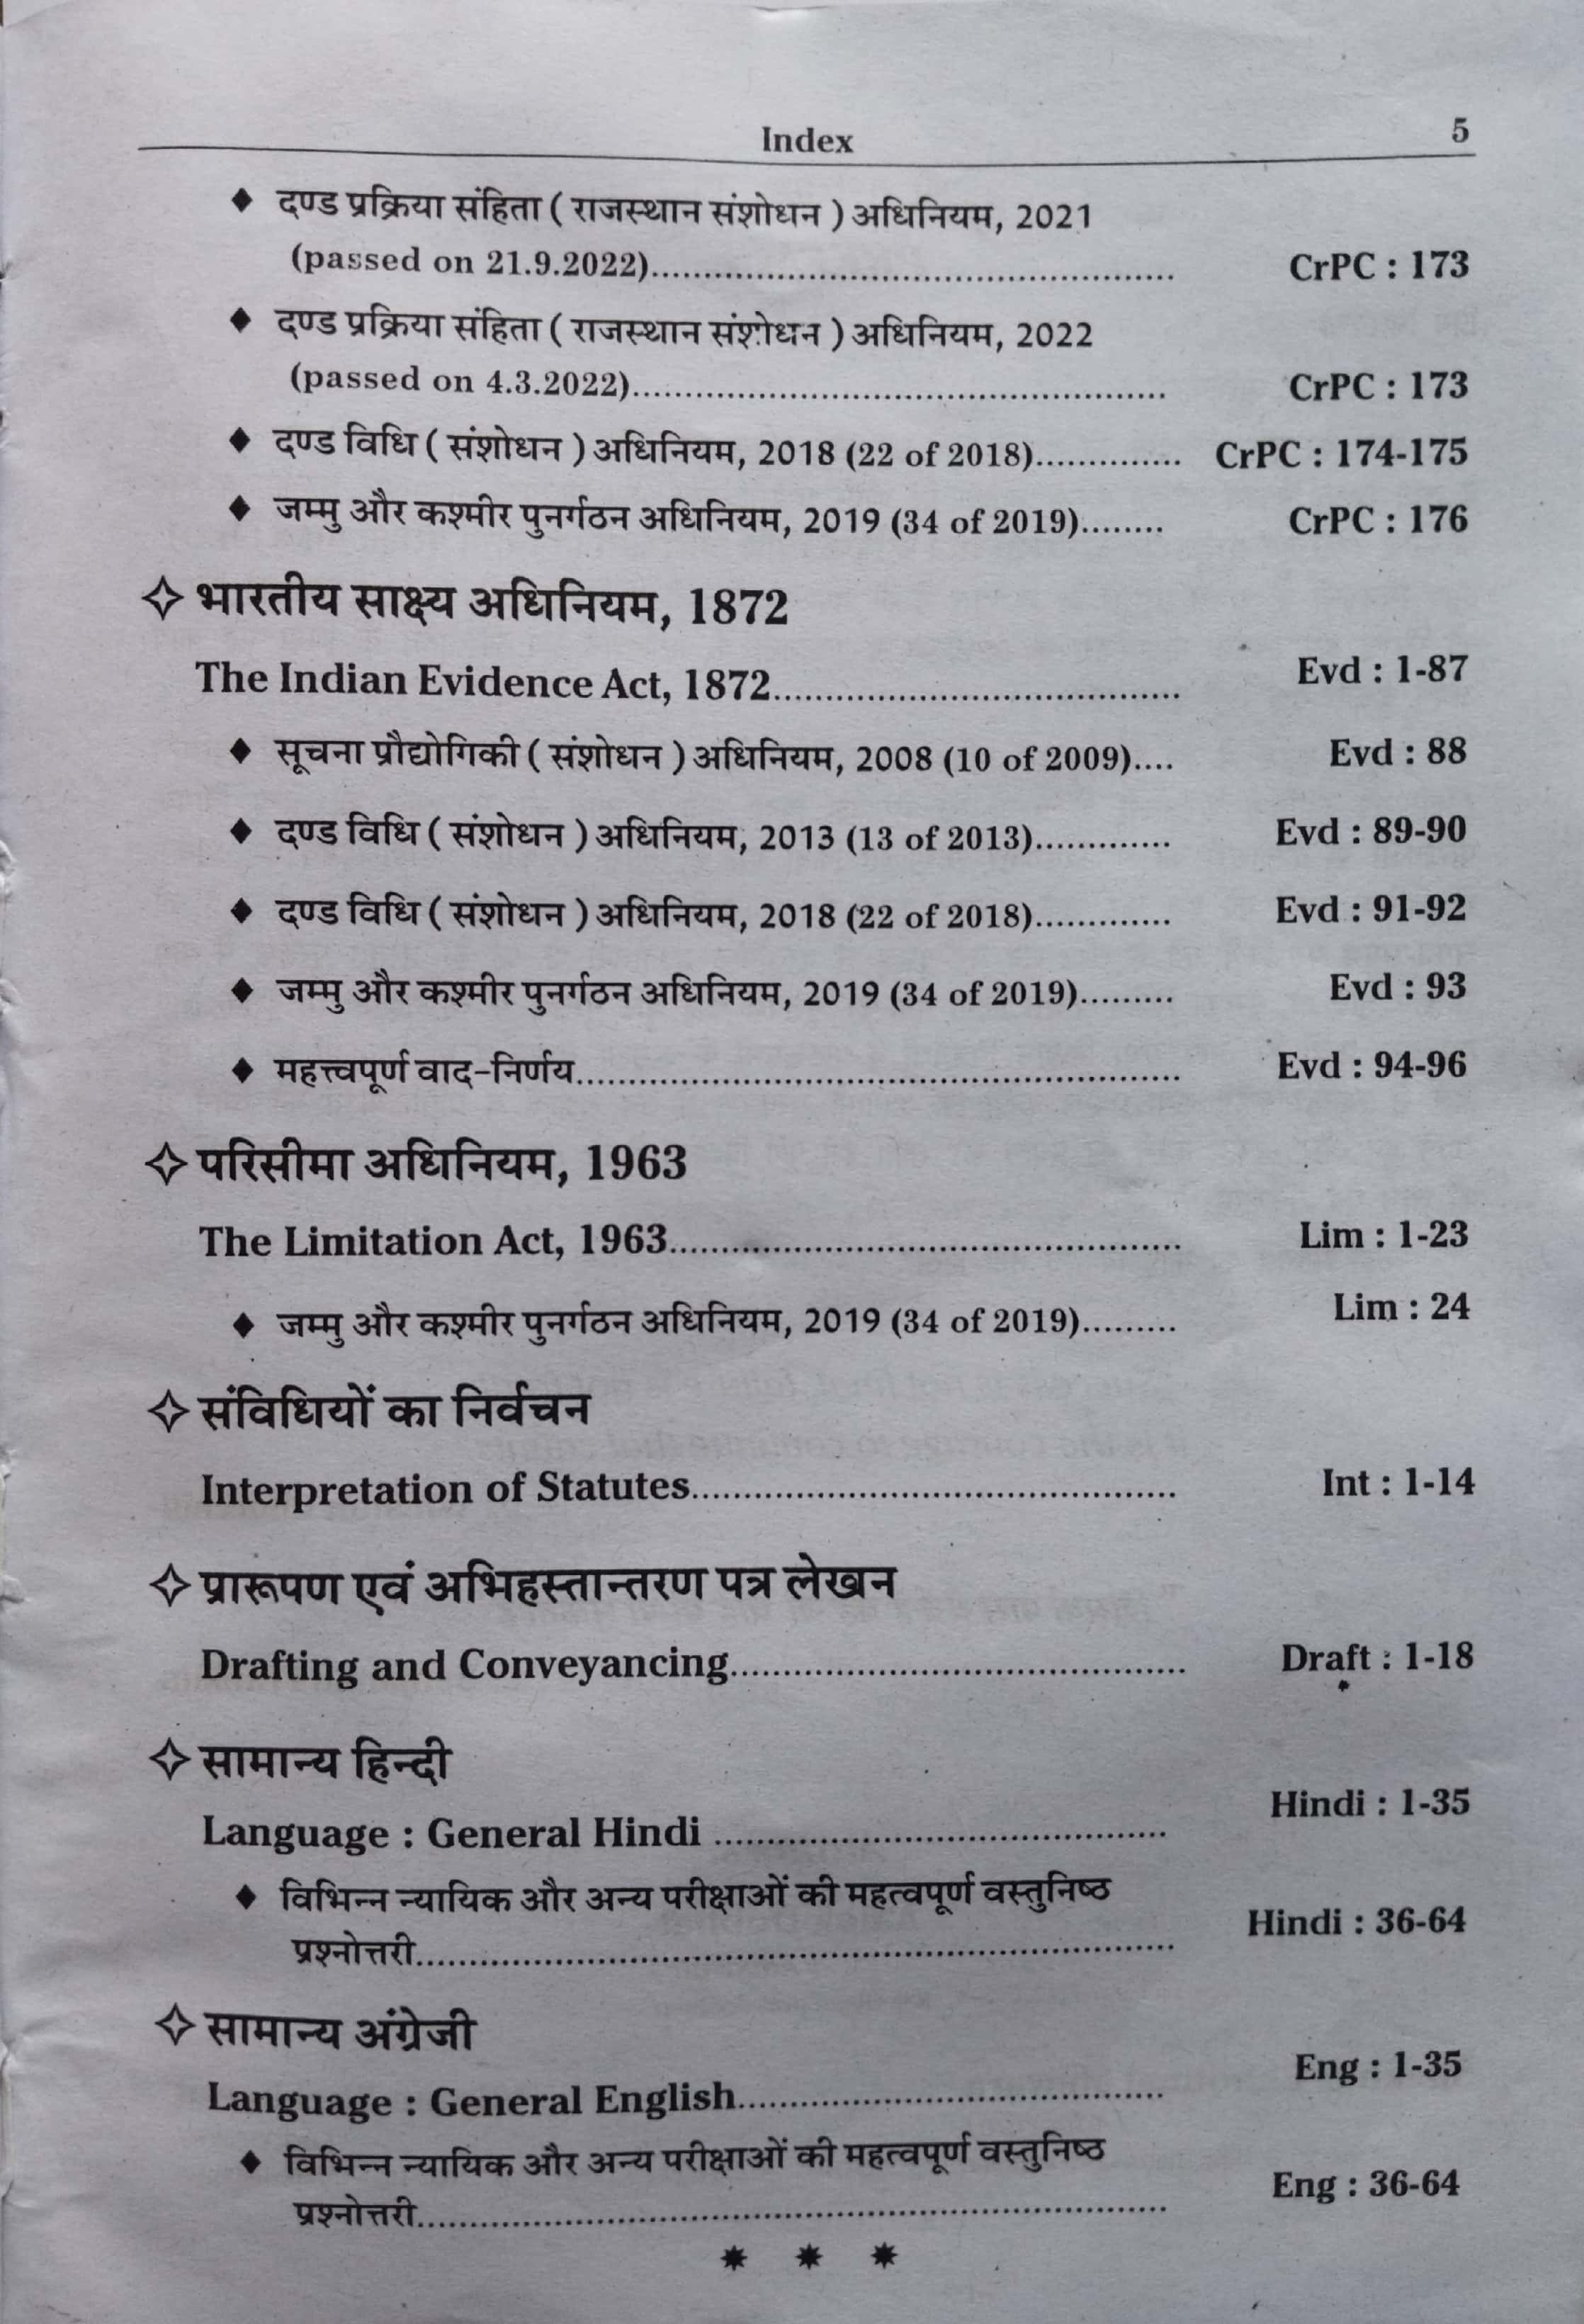 Index 5
♦ दण्ड प्रक्रिया संहिता ( राजस्थान संशोधन ) अधिनियम, 2021
(passed on 21.9.2022)........................................ CrPC : 173
♦ दण्ड प्रक्रिया संहिता ( राजस्थान संशोधन ) अधिनियम, 2022
(passed on 4.3.2022)........................................ CrPC : 173
♦ दण्ड विधि ( संशोधन ) अधिनियम, 2018 (22 of 2018).............. CrPC : 174-175
♦ जम्मु और कश्मीर पुनर्गठन अधिनियम, 2019 (34 of 2019)........ CrPC : 176
✧ भारतीय साक्ष्य अधिनियम, 1872
The Indian Evidence Act, 1872........................................ Evd : 1-87
♦ सूचना प्रौद्योगिकी ( संशोधन ) अधिनियम, 2008 (10 of 2009).... Evd : 88
♦ दण्ड विधि ( संशोधन ) अधिनियम, 2013 (13 of 2013)............. Evd : 89-90
♦ दण्ड विधि ( संशोधन ) अधिनियम, 2018 (22 of 2018)............. Evd : 91-92
♦ जम्मु और कश्मीर पुनर्गठन अधिनियम, 2019 (34 of 2019)......... Evd : 93
♦ महत्त्वपूर्ण वाद-निर्णय........................................ Evd : 94-96
✧ परिसीमा अधिनियम, 1963
The Limitation Act, 1963........................................ Lim : 1-23
♦ जम्मु और कश्मीर पुनर्गठन अधिनियम, 2019 (34 of 2019)......... Lim : 24
✧ संविधियों का निर्वचन
Interpretation of Statutes........................................ Int : 1-14
✧ प्रारूपण एवं अभिहस्तान्तरण पत्र लेखन
Drafting and Conveyancing........................................ Draft : 1-18
✧ सामान्य हिन्दी
Language : General Hindi ........................................ Hindi : 1-35
♦ विभिन्न न्यायिक और अन्य परीक्षाओं की महत्वपूर्ण वस्तुनिष्ठ
प्रश्नोत्तरी........................................ Hindi : 36-64
✧ सामान्य अंग्रेजी
Language : General English........................................ Eng : 1-35
♦ विभिन्न न्यायिक और अन्य परीक्षाओं की महत्वपूर्ण वस्तुनिष्ठ
प्रश्नोत्तरी........................................ Eng : 36-64
✷ ✷ ✷